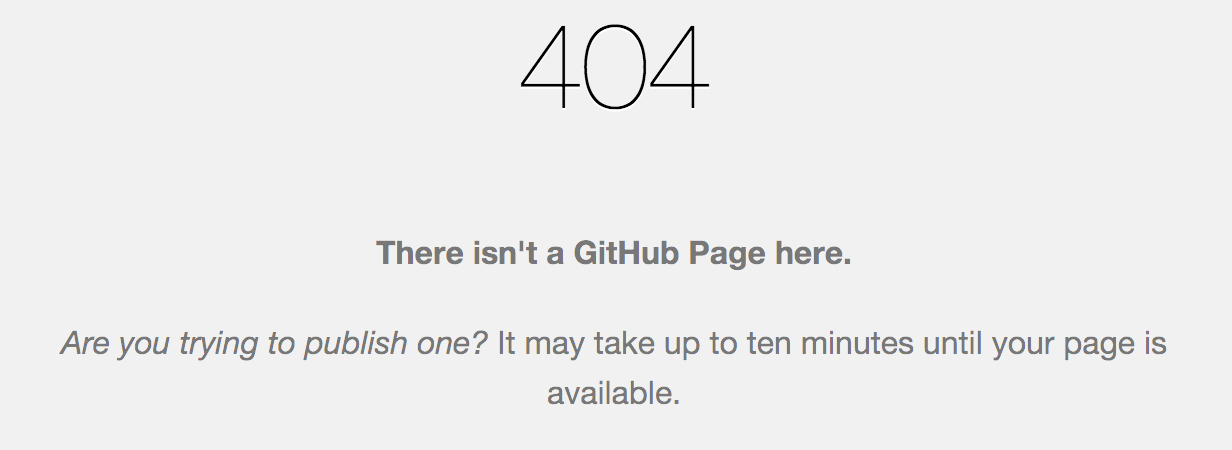 404
There isn't a GitHub Page here.
Are you trying to publish one? It may take up to ten minutes until your page is
available.